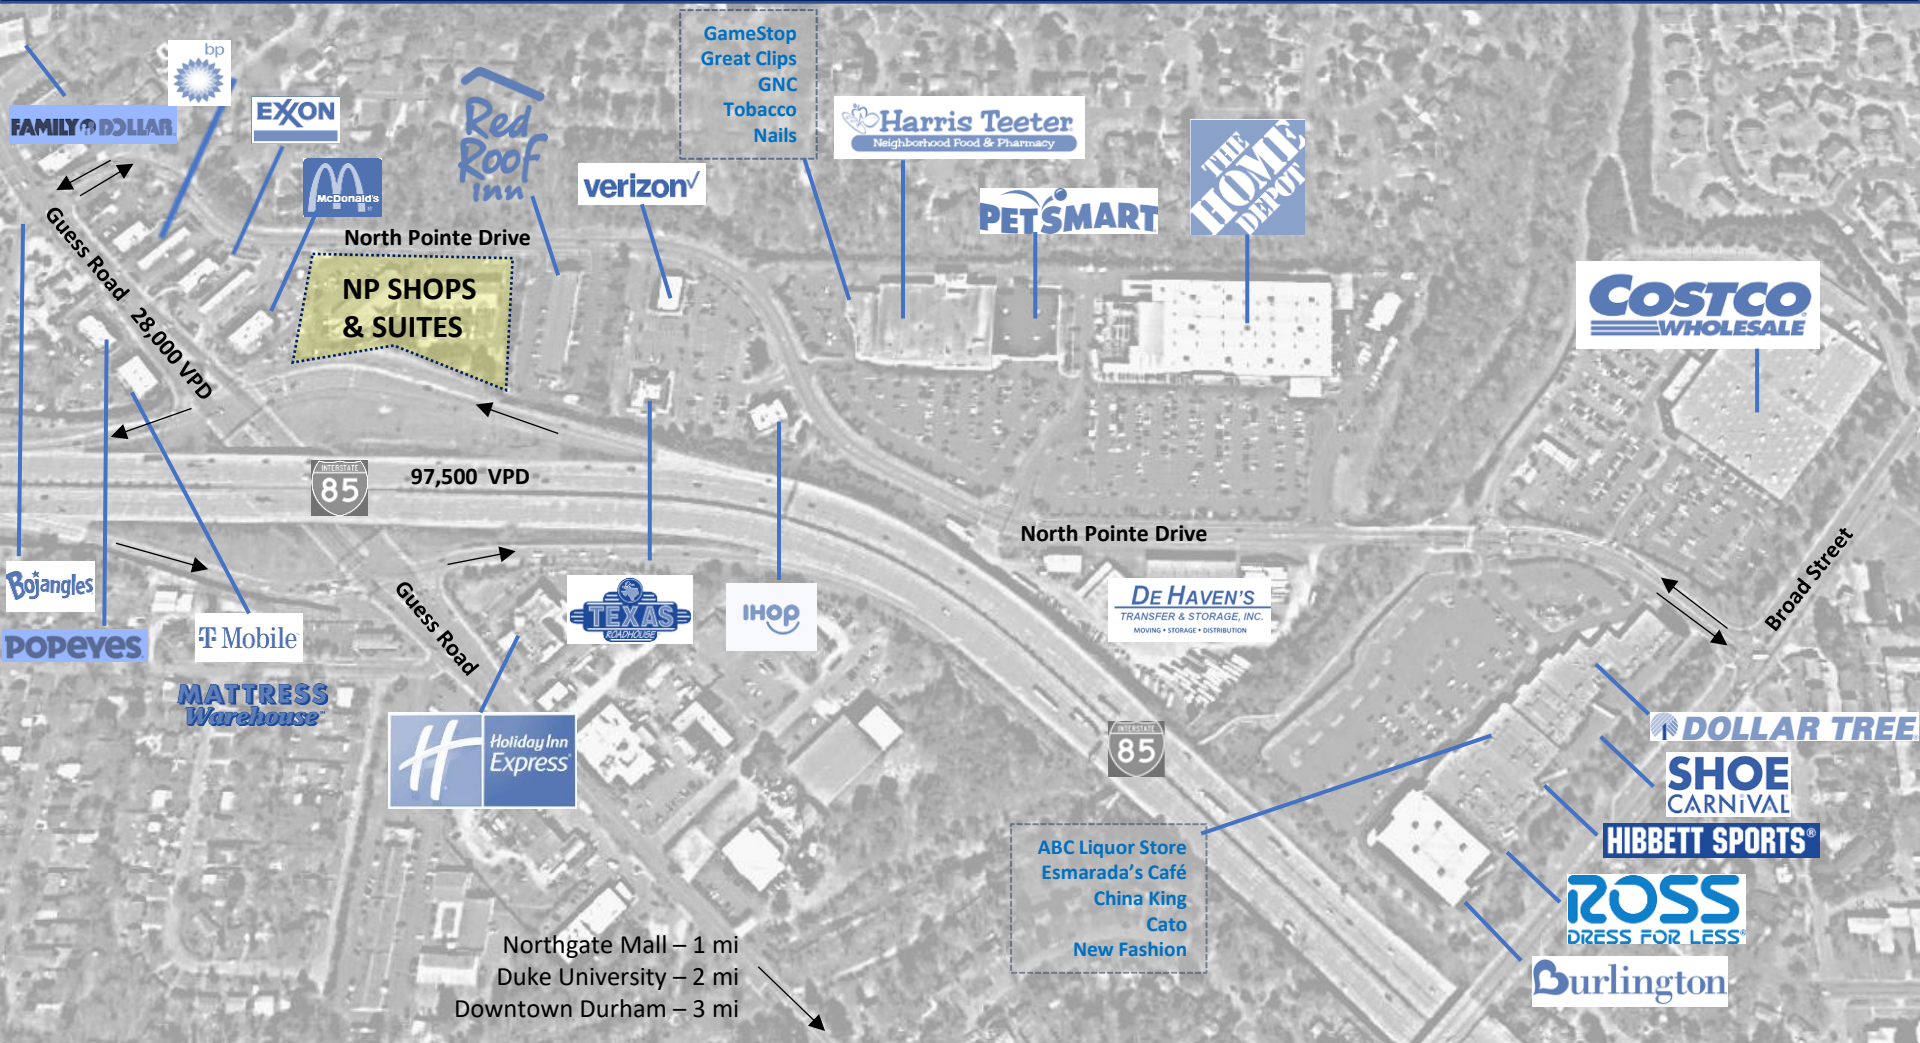 bp
FAMILY DOLLAR
EXXON
McDonald's
Red
Roof
Inn
verizon
GameStop
Great Clips
GNC
Tobacco
Nails
Harris Teeter
Neighborhood Food & Pharmacy
PETSMART
THE
HOME
DEPOT
COSTCO
WHOLESALE
North Pointe Drive
NP SHOPS
& SUITES
Guess Road   28,000 VPD
INTERSTATE
85
97,500 VPD
North Pointe Drive
Broad Street
Bojangles
POPEYES
T Mobile
MATTRESS
Warehouse
Guess Road
TEXAS
ROADHOUSE
IHOP
DE HAVEN'S
TRANSFER & STORAGE, INC.
MOVING • STORAGE • DISTRIBUTION
Holiday Inn
Express
INTERSTATE
85
DOLLAR TREE
SHOE
CARNIVAL
HIBBETT SPORTS®
ROSS
DRESS FOR LESS®
Burlington
ABC Liquor Store
Esmarada's Café
China King
Cato
New Fashion
Northgate Mall – 1 mi
Duke University – 2 mi
Downtown Durham – 3 mi